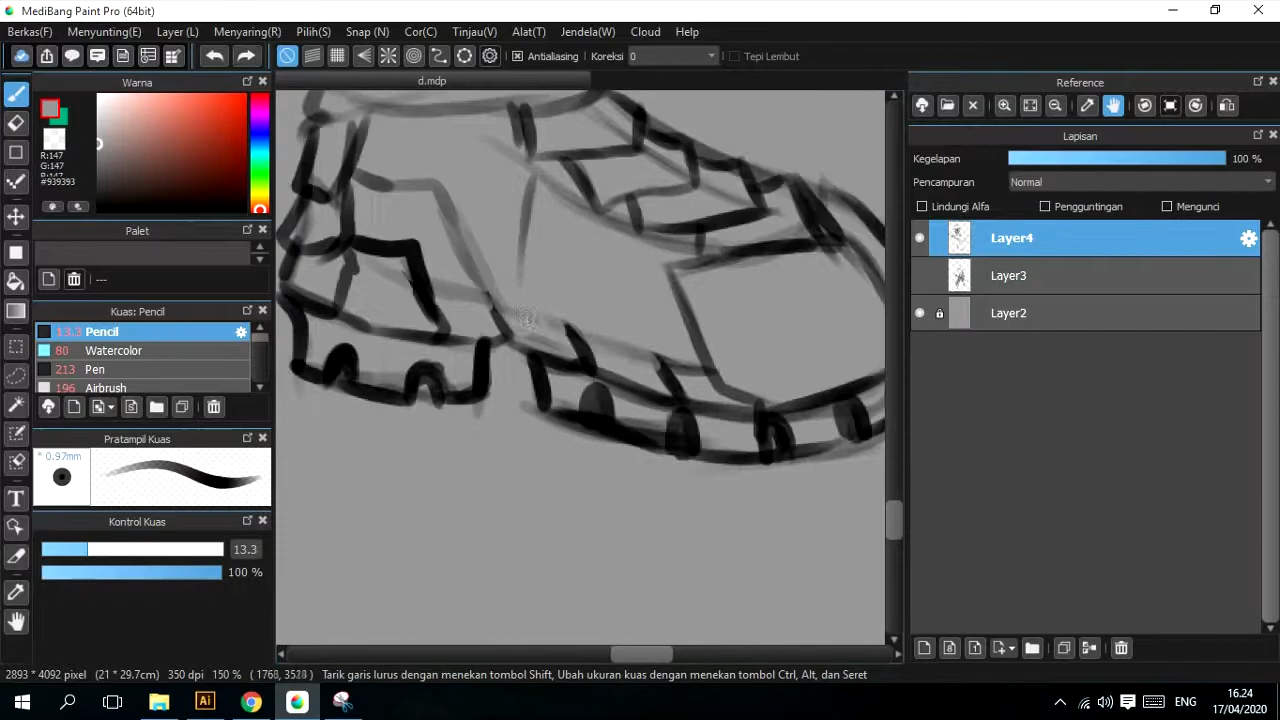 MediBang Paint Pro (64bit)
Berkas(F) Menyunting(E) Layer (L) Menyaring(R) Pilih(S) Snap (N) Cor(C) Tinjau(V) Alat(T) Jendela(W) Cloud Help
Antialiasing Koreksi 0 Tepi Lembut
Warna
d.mdp
Reference
R:147
G:147
#939393
Palet
---
Kuas: Pencil
13.3 Pencil
80 Watercolor
213 Pen
196 Airbrush
Pratampil Kuas
* 0.97mm
Kontrol Kuas
13.3
100 %
Lapisan
Kegelapan 100 %
Pencampuran Normal
Lindungi Alfa Pengguntingan Mengunci
Layer4
Layer3
Layer2
2893 * 4092 pixel (21 * 29.7cm) 350 dpi 150 % Tarik garis lurus dengan menekan tombol Shift, Ubah ukuran kuas dengan menekan tombol Ctrl, Alt, dan Seret
Ai
ENG
16.24
17/04/2020